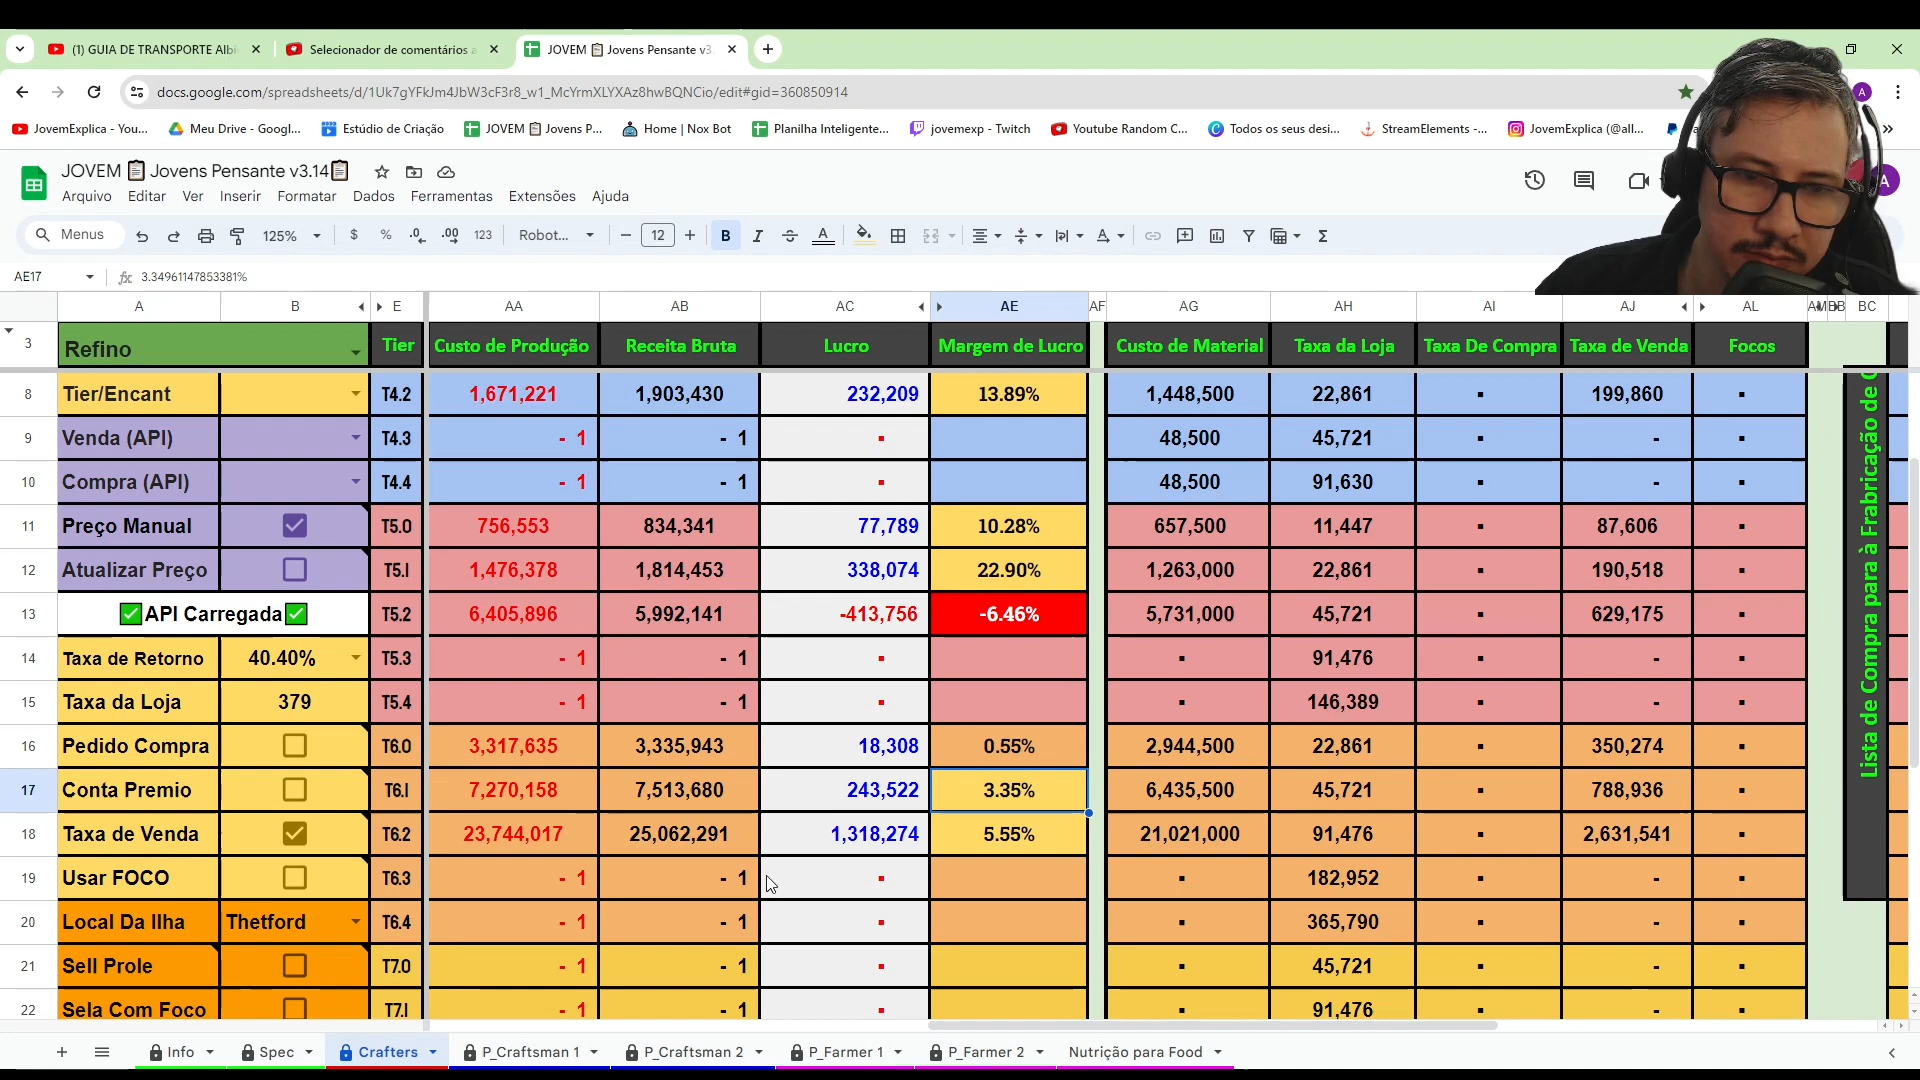 (1) GUIA DE TRANSPORTE Albi
Selecionador de comentários a
JOVEM 📋 Jovens Pensante v3.
docs.google.com/spreadsheets/d/1Uk7gYFkJm4JbW3cF3r8_w1_McYrmXLYXAz8hwBQNCio/edit#gid=360850914
A
JovemExplica - You...
Meu Drive - Googl...
Estúdio de Criação
JOVEM 📋 Jovens P...
Home | Nox Bot
Planilha Inteligente...
jovemexp - Twitch
Youtube Random C...
Todos os seus desi...
StreamElements -...
JovemExplica (@all...
JOVEM 📋 Jovens Pensante v3.14📋
Arquivo Editar Ver Inserir Formatar Dados Ferramentas Extensões Ajuda
A
Menus 125% $ % .0 .00 123 Robot... 12 B I A
AE17 fx 3.34961147853381%
A B E AA AB AC AE AF AG AH AI AJ AL BC
3 Refino Tier Custo de Produção Receita Bruta Lucro Margem de Lucro Custo de Material Taxa da Loja Taxa De Compra Taxa de Venda Focos
8 Tier/Encant T4.2 1,671,221 1,903,430 232,209 13.89% 1,448,500 22,861 ▪ 199,860 ▪
9 Venda (API) T4.3 - 1 - 1 ▪ 48,500 45,721 ▪ - ▪
10 Compra (API) T4.4 - 1 - 1 ▪ 48,500 91,630 ▪ - ▪
11 Preço Manual T5.0 756,553 834,341 77,789 10.28% 657,500 11,447 ▪ 87,606 ▪
12 Atualizar Preço T5.I 1,476,378 1,814,453 338,074 22.90% 1,263,000 22,861 ▪ 190,518 ▪
13 ✅API Carregada✅ T5.2 6,405,896 5,992,141 -413,756 -6.46% 5,731,000 45,721 ▪ 629,175 ▪
14 Taxa de Retorno 40.40% T5.3 - 1 - 1 ▪ ▪ 91,476 ▪ - ▪
15 Taxa da Loja 379 T5.4 - 1 - 1 ▪ ▪ 146,389 ▪ - ▪
16 Pedido Compra T6.0 3,317,635 3,335,943 18,308 0.55% 2,944,500 22,861 ▪ 350,274 ▪
17 Conta Premio T6.I 7,270,158 7,513,680 243,522 3.35% 6,435,500 45,721 ▪ 788,936 ▪
18 Taxa de Venda T6.2 23,744,017 25,062,291 1,318,274 5.55% 21,021,000 91,476 ▪ 2,631,541 ▪
19 Usar FOCO T6.3 - 1 - 1 ▪ ▪ 182,952 ▪ - ▪
20 Local Da Ilha Thetford T6.4 - 1 - 1 ▪ ▪ 365,790 ▪ - ▪
21 Sell Prole T7.0 - 1 - 1 ▪ ▪ 45,721 ▪ - ▪
22 Sela Com Foco T7.I - 1 - 1 ▪ ▪ 91,476 ▪ - ▪
Lista de Compra para à Frabricação de
Info Spec Crafters P_Craftsman 1 P_Craftsman 2 P_Farmer 1 P_Farmer 2 Nutrição para Food